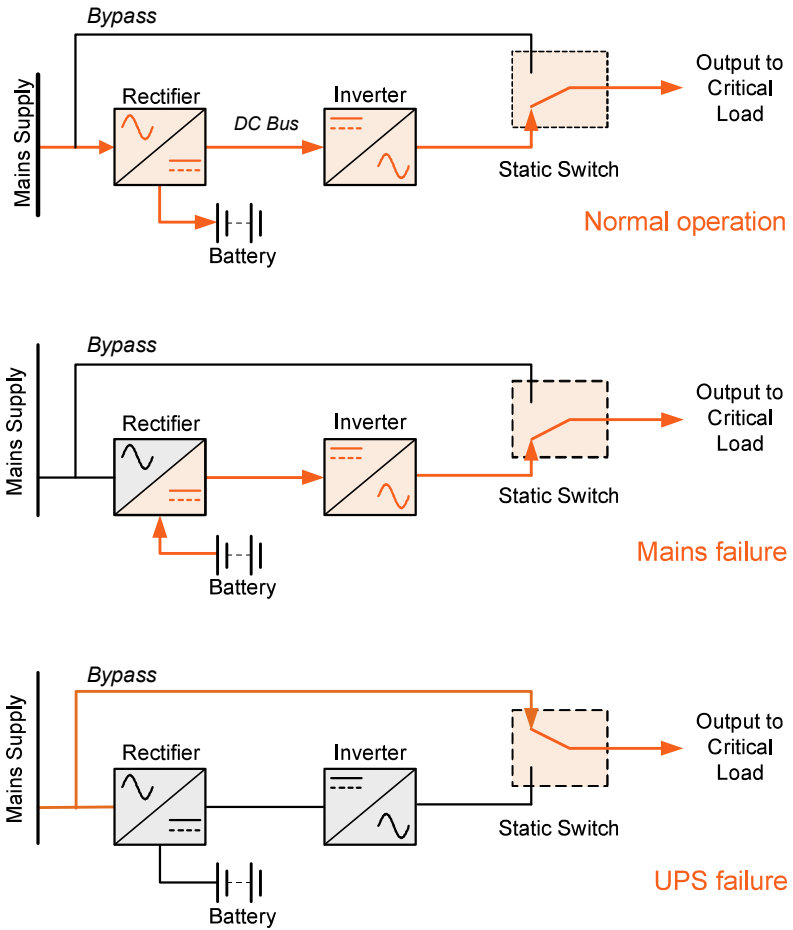 Bypass
Mains Supply
Rectifier
DC Bus
Inverter
Output to
Critical
Load
Static Switch
Battery
Normal operation
Bypass
Mains Supply
Rectifier
Inverter
Output to
Critical
Load
Static Switch
Battery
Mains failure
Bypass
Mains Supply
Rectifier
Inverter
Output to
Critical
Load
Static Switch
Battery
UPS failure